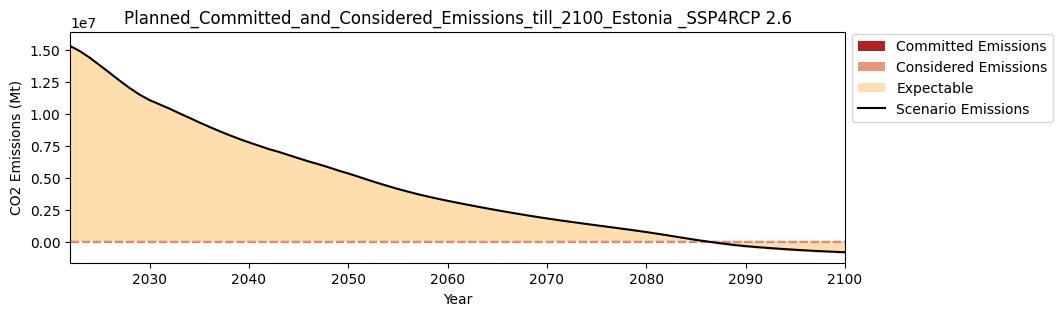 Planned_Committed_and_Considered_Emissions_till_2100_Estonia _SSP4RCP 2.6
1e7
1.50
1.25
1.00
0.75
0.50
0.25
0.00
CO2 Emissions (Mt)
2030 2040 2050 2060 2070 2080 2090 2100
Year
Committed Emissions
Considered Emissions
Expectable
Scenario Emissions